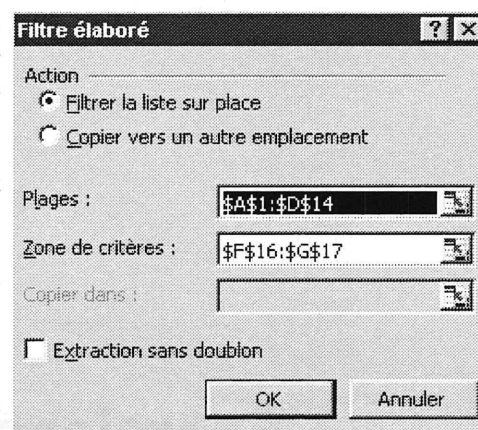 Filtre élaboré ? ×
Action
Filtrer la liste sur place
Copier vers un autre emplacement
Plages : $A$1:$D$14
Zone de critères : $F$16:$G$17
Copier dans :
Extraction sans doublon
OK Annuler